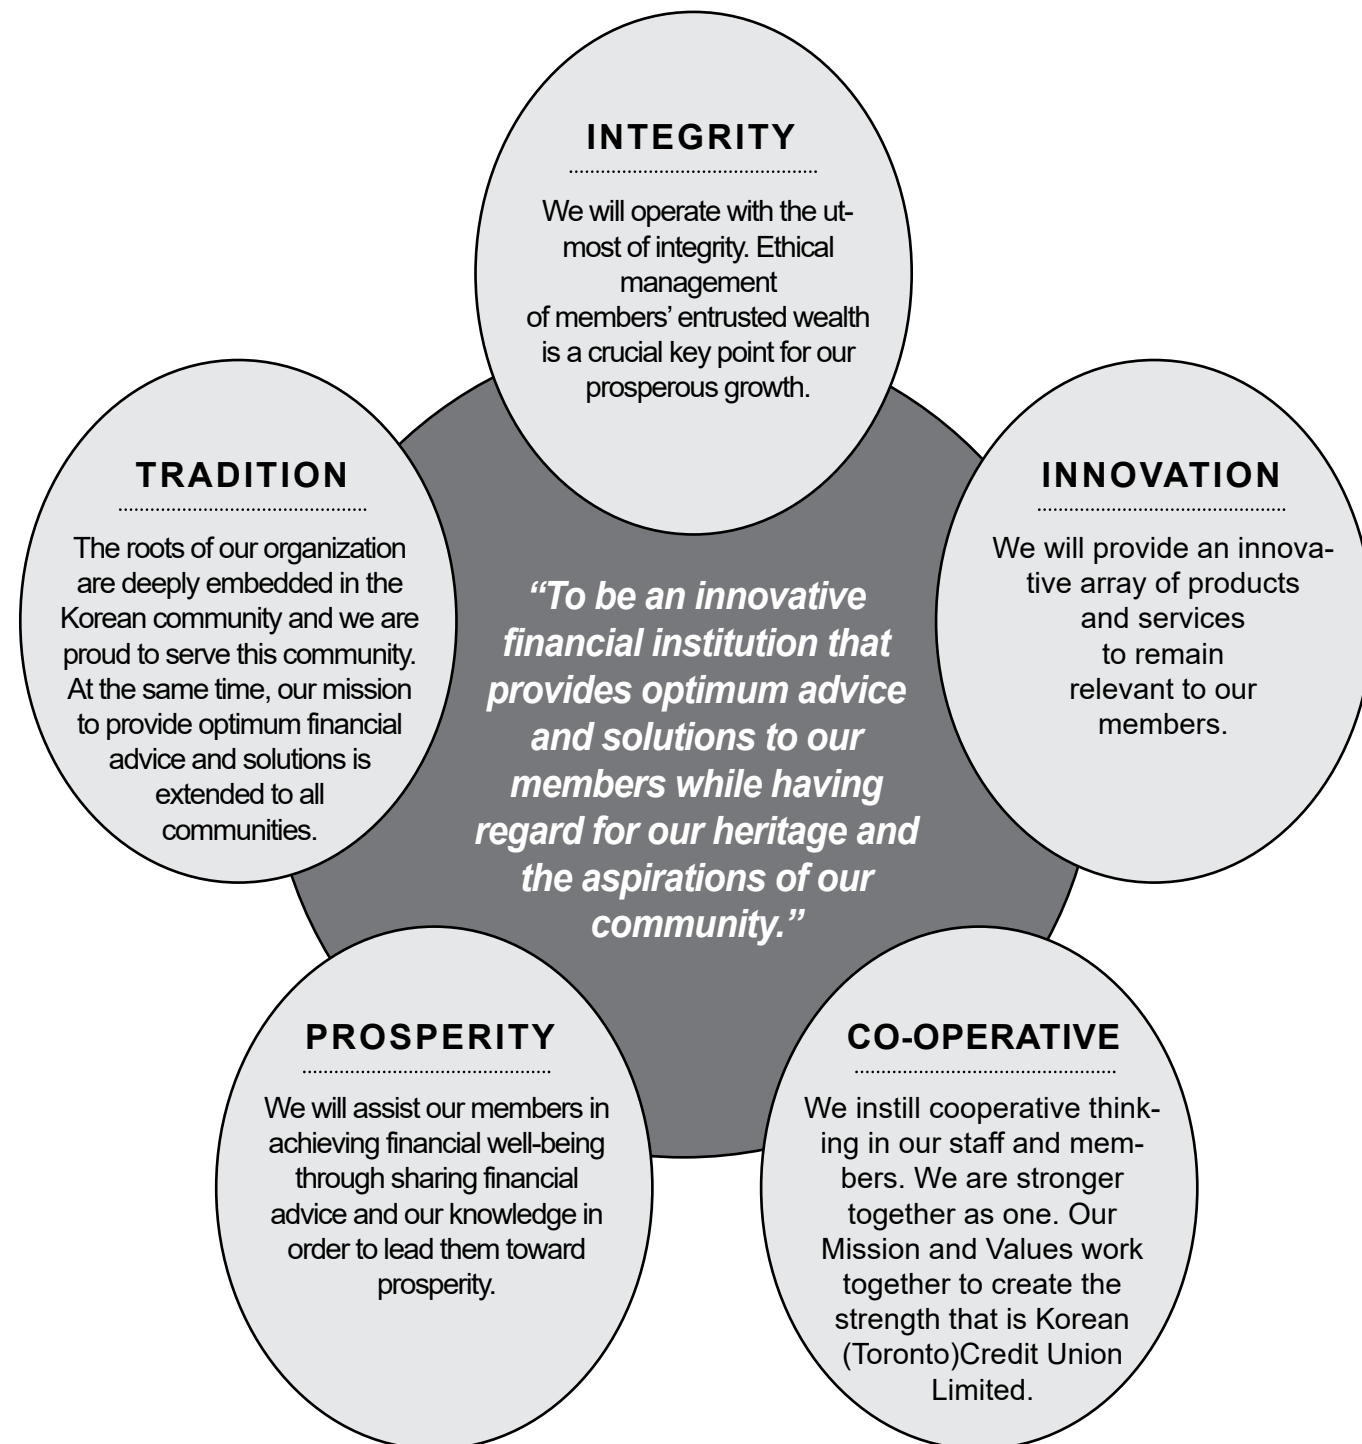 INTEGRITY
We will operate with the ut-
most of integrity. Ethical
management
of members’ entrusted wealth
is a crucial key point for our
prosperous growth.
TRADITION
The roots of our organization
are deeply embedded in the
Korean community and we are
proud to serve this community.
At the same time, our mission
to provide optimum financial
advice and solutions is
extended to all
communities.
“To be an innovative
financial institution that
provides optimum advice
and solutions to our
members while having
regard for our heritage and
the aspirations of our
community.”
INNOVATION
We will provide an innova-
tive array of products
and services
to remain
relevant to our
members.
PROSPERITY
We will assist our members in
achieving financial well-being
through sharing financial
advice and our knowledge in
order to lead them toward
prosperity.
CO-OPERATIVE
We instill cooperative think-
ing in our staff and mem-
bers. We are stronger
together as one. Our
Mission and Values work
together to create the
strength that is Korean
(Toronto)Credit Union
Limited.